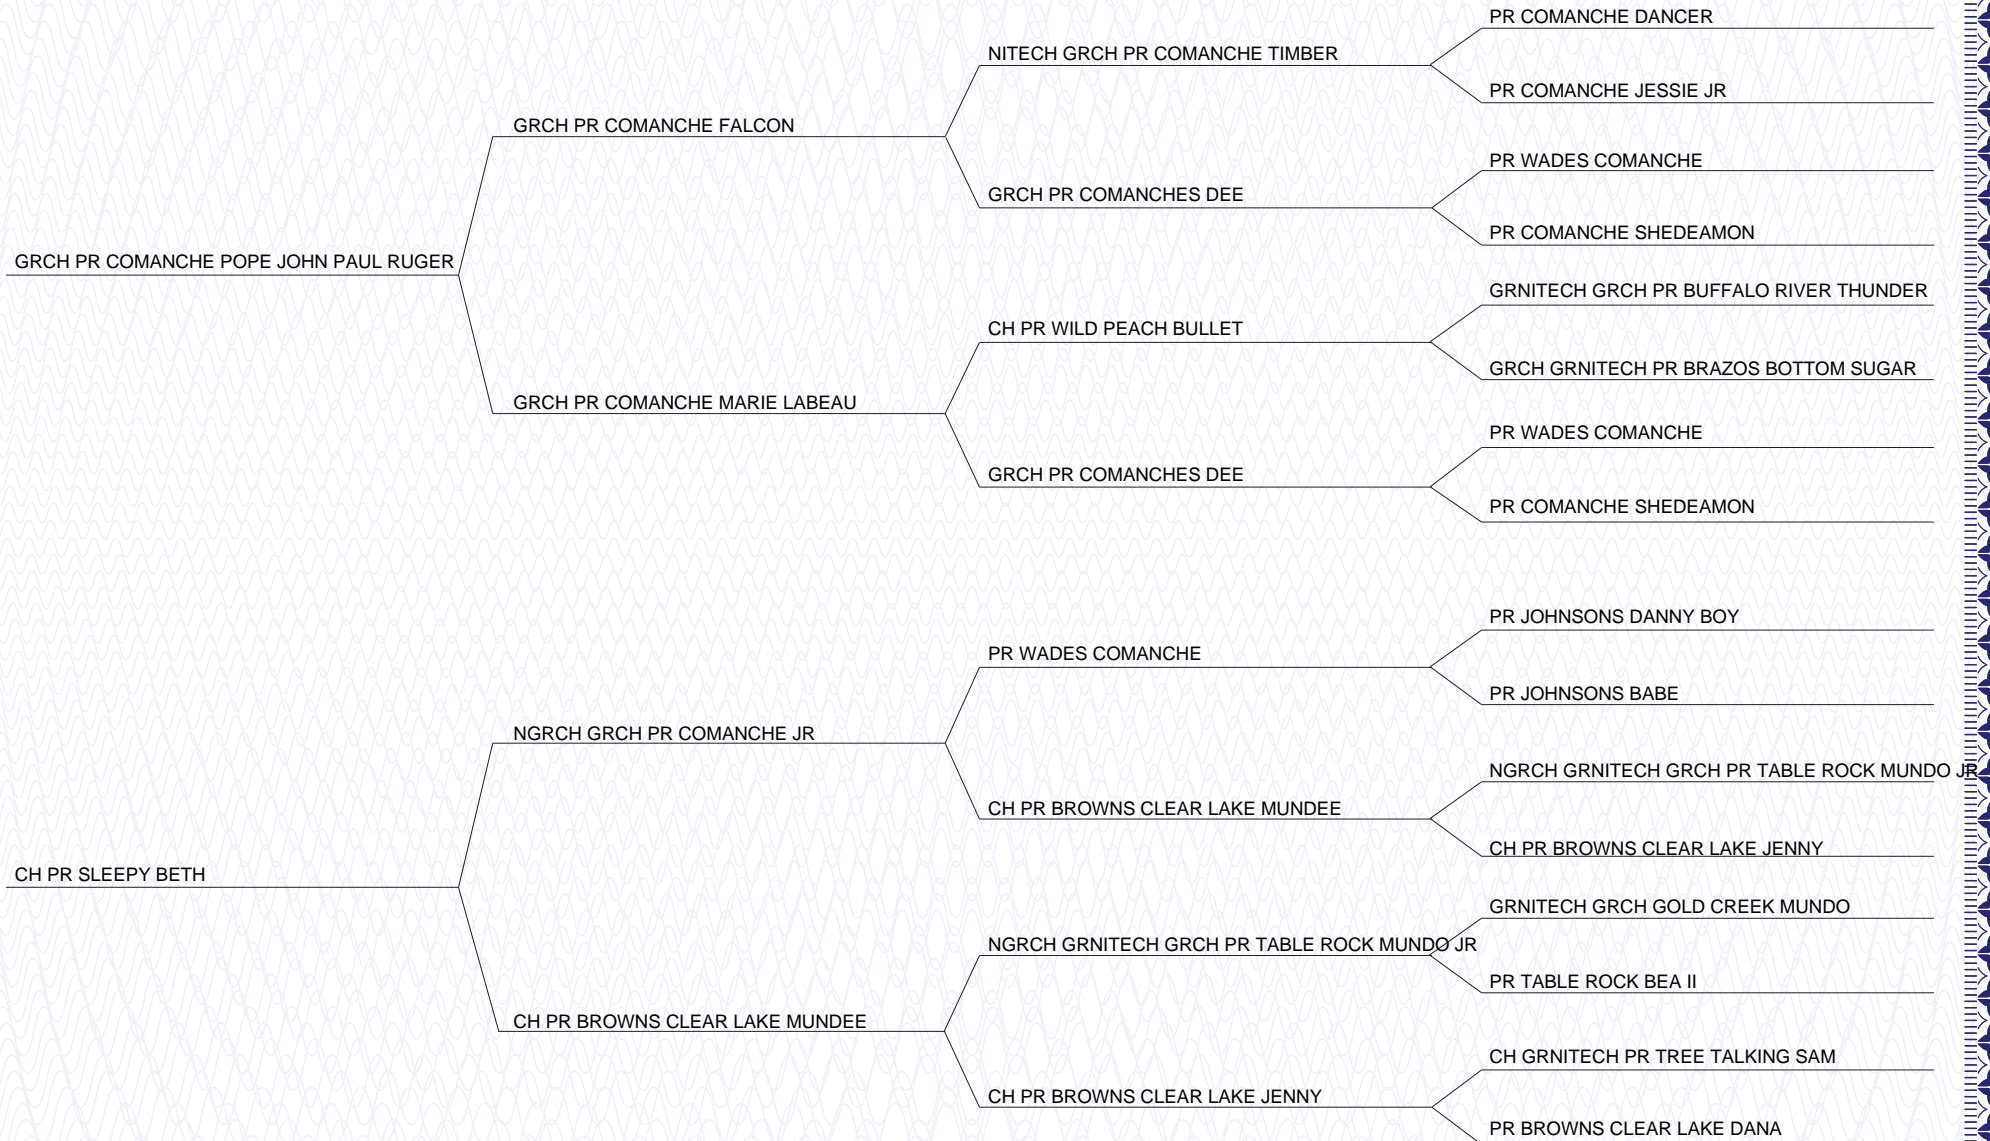 PR COMANCHE DANCER
NITECH GRCH PR COMANCHE TIMBER
PR COMANCHE JESSIE JR
GRCH PR COMANCHE FALCON
PR WADES COMANCHE
GRCH PR COMANCHES DEE
PR COMANCHE SHEDEAMON
GRCH PR COMANCHE POPE JOHN PAUL RUGER
GRNITECH GRCH PR BUFFALO RIVER THUNDER
CH PR WILD PEACH BULLET
GRCH GRNITECH PR BRAZOS BOTTOM SUGAR
GRCH PR COMANCHE MARIE LABEAU
PR WADES COMANCHE
GRCH PR COMANCHES DEE
PR COMANCHE SHEDEAMON
PR JOHNSONS DANNY BOY
PR WADES COMANCHE
PR JOHNSONS BABE
NGRCH GRCH PR COMANCHE JR
NGRCH GRNITECH GRCH PR TABLE ROCK MUNDO JR
CH PR BROWNS CLEAR LAKE MUNDEE
CH PR BROWNS CLEAR LAKE JENNY
CH PR SLEEPY BETH
GRNITECH GRCH GOLD CREEK MUNDO
NGRCH GRNITECH GRCH PR TABLE ROCK MUNDO JR
PR TABLE ROCK BEA II
CH PR BROWNS CLEAR LAKE MUNDEE
CH GRNITECH PR TREE TALKING SAM
CH PR BROWNS CLEAR LAKE JENNY
PR BROWNS CLEAR LAKE DANA